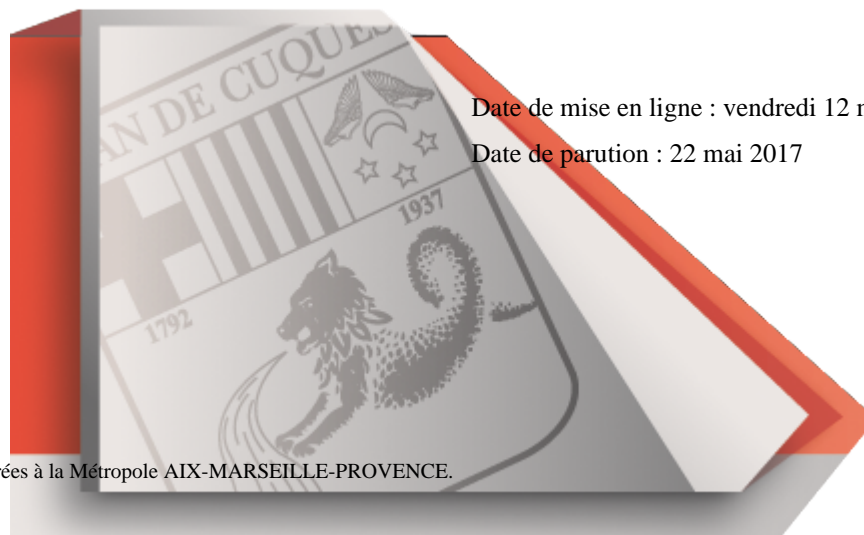 AN DE CUQUES
Date de mise en ligne : vendredi 12
Date de parution : 22 mai 2017
1937
1792
ées à la Métropole AIX-MARSEILLE-PROVENCE.